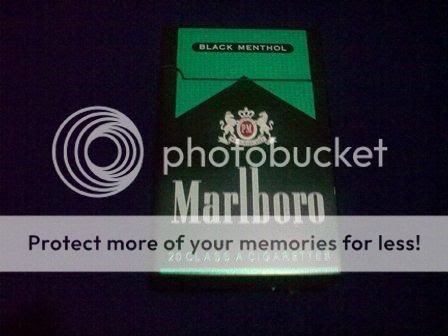 BLACK MENTHOL
PM
photobucket
Marlboro
Protect more of your memories for less!
20 CLASS A CIGARETTES